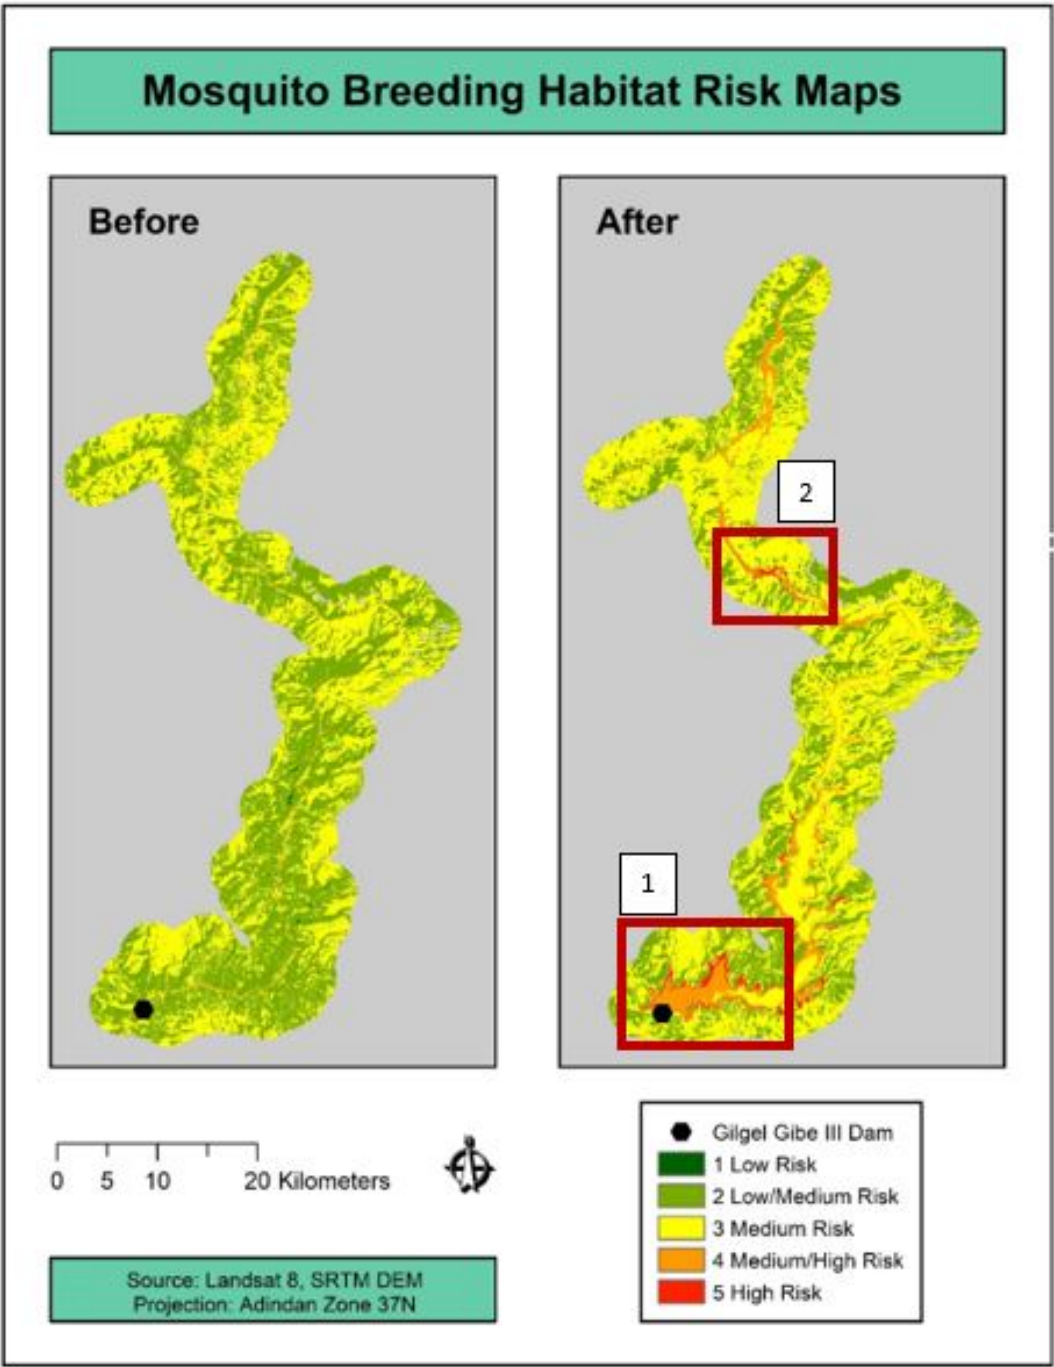 Mosquito Breeding Habitat Risk Maps
Before
After
2
1
0 5 10 20 Kilometers
Gilgel Gibe III Dam
1 Low Risk
2 Low/Medium Risk
3 Medium Risk
4 Medium/High Risk
5 High Risk
Source: Landsat 8, SRTM DEM
Projection: Adindan Zone 37N